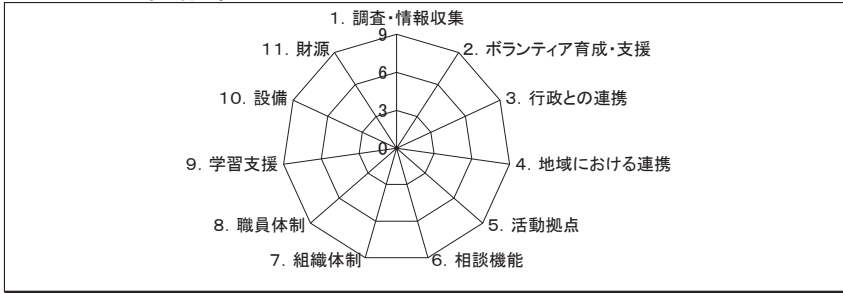 1. 調査・情報収集
2. ボランティア育成・支援
3. 行政との連携
4. 地域における連携
5. 活動拠点
6. 相談機能
7. 組織体制
8. 職員体制
9. 学習支援
10. 設備
11. 財源
9
6
3
0